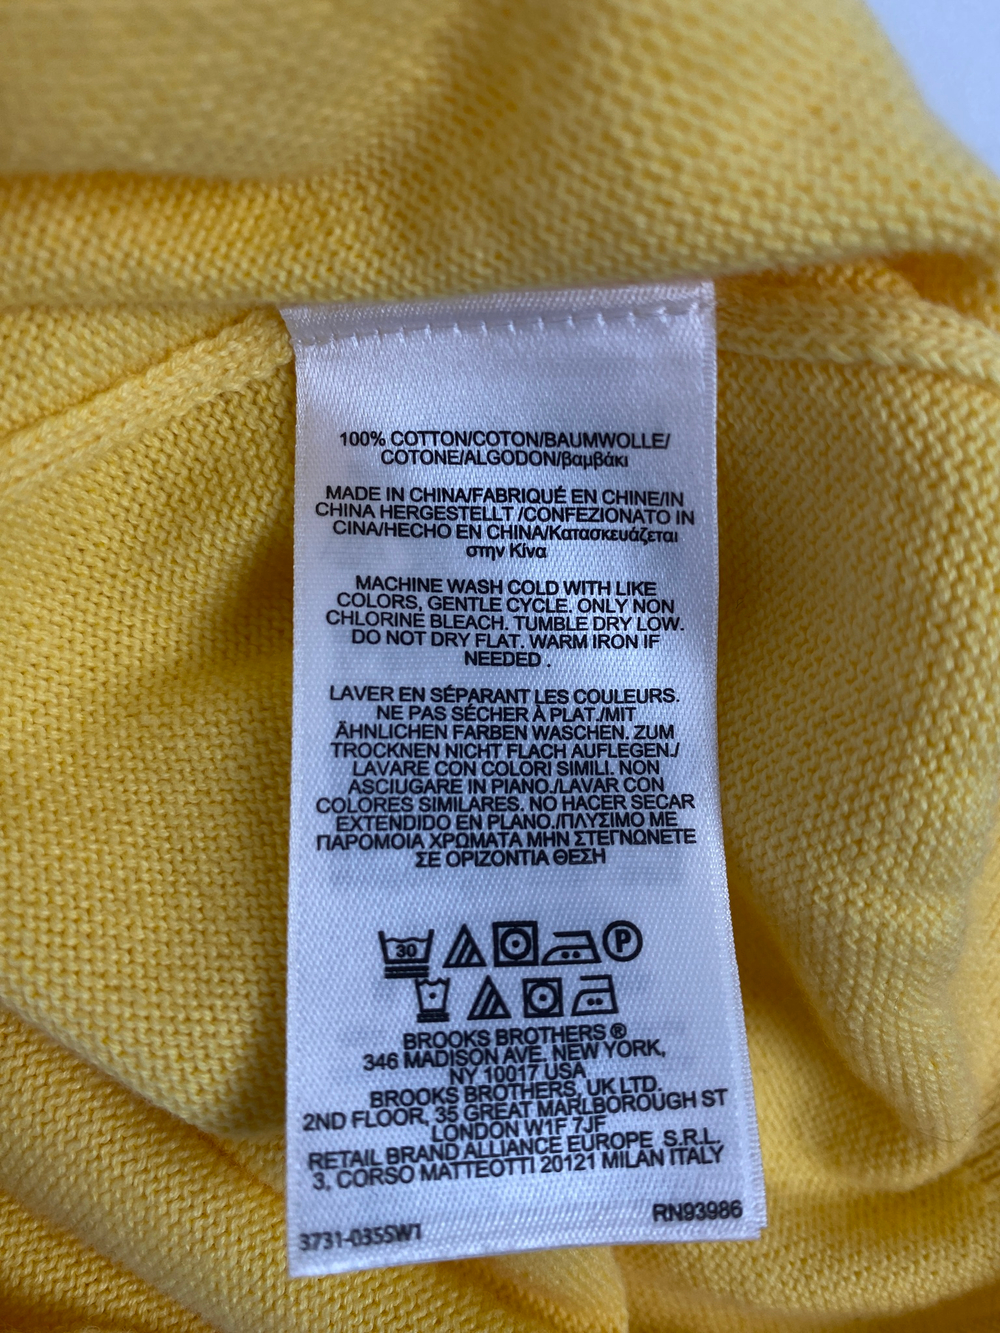 100% COTTON/COTON/BAUMWOLLE/
COTONE/ALGODON/βαμβάκι
MADE IN CHINA/FABRIQUÉ EN CHINE/IN
CHINA HERGESTELLT /CONFEZIONATO IN
CINA/HECHO EN CHINA/Κατασκευάζεται
στην Κίνα
MACHINE WASH COLD WITH LIKE
COLORS, GENTLE CYCLE. ONLY NON
CHLORINE BLEACH. TUMBLE DRY LOW.
DO NOT DRY FLAT. WARM IRON IF
NEEDED .
LAVER EN SÉPARANT LES COULEURS.
NE PAS SÉCHER À PLAT./MIT
ÄHNLICHEN FARBEN WASCHEN. ZUM
TROCKNEN NICHT FLACH AUFLEGEN./
LAVARE CON COLORI SIMILI. NON
ASCIUGARE IN PIANO./LAVAR CON
COLORES SIMILARES. NO HACER SECAR
EXTENDIDO EN PLANO./ΠΛΥΣΙΜΟ ΜΕ
ΠΑΡΟΜΟΙΑ ΧΡΩΜΑΤΑ ΜΗΝ ΣΤΕΓΝΩΝΕΤΕ
ΣΕ ΟΡΙΖΟΝΤΙΑ ΘΕΣΗ
30 P
BROOKS BROTHERS ®
346 MADISON AVE. NEW YORK,
NY 10017 USA
BROOKS BROTHERS, UK LTD.
2ND FLOOR, 35 GREAT MARLBOROUGH ST
LONDON W1F 7JF
RETAIL BRAND ALLIANCE EUROPE S.R.L.
3, CORSO MATTEOTTI 20121 MILAN ITALY
RN93986
3731-035SW1